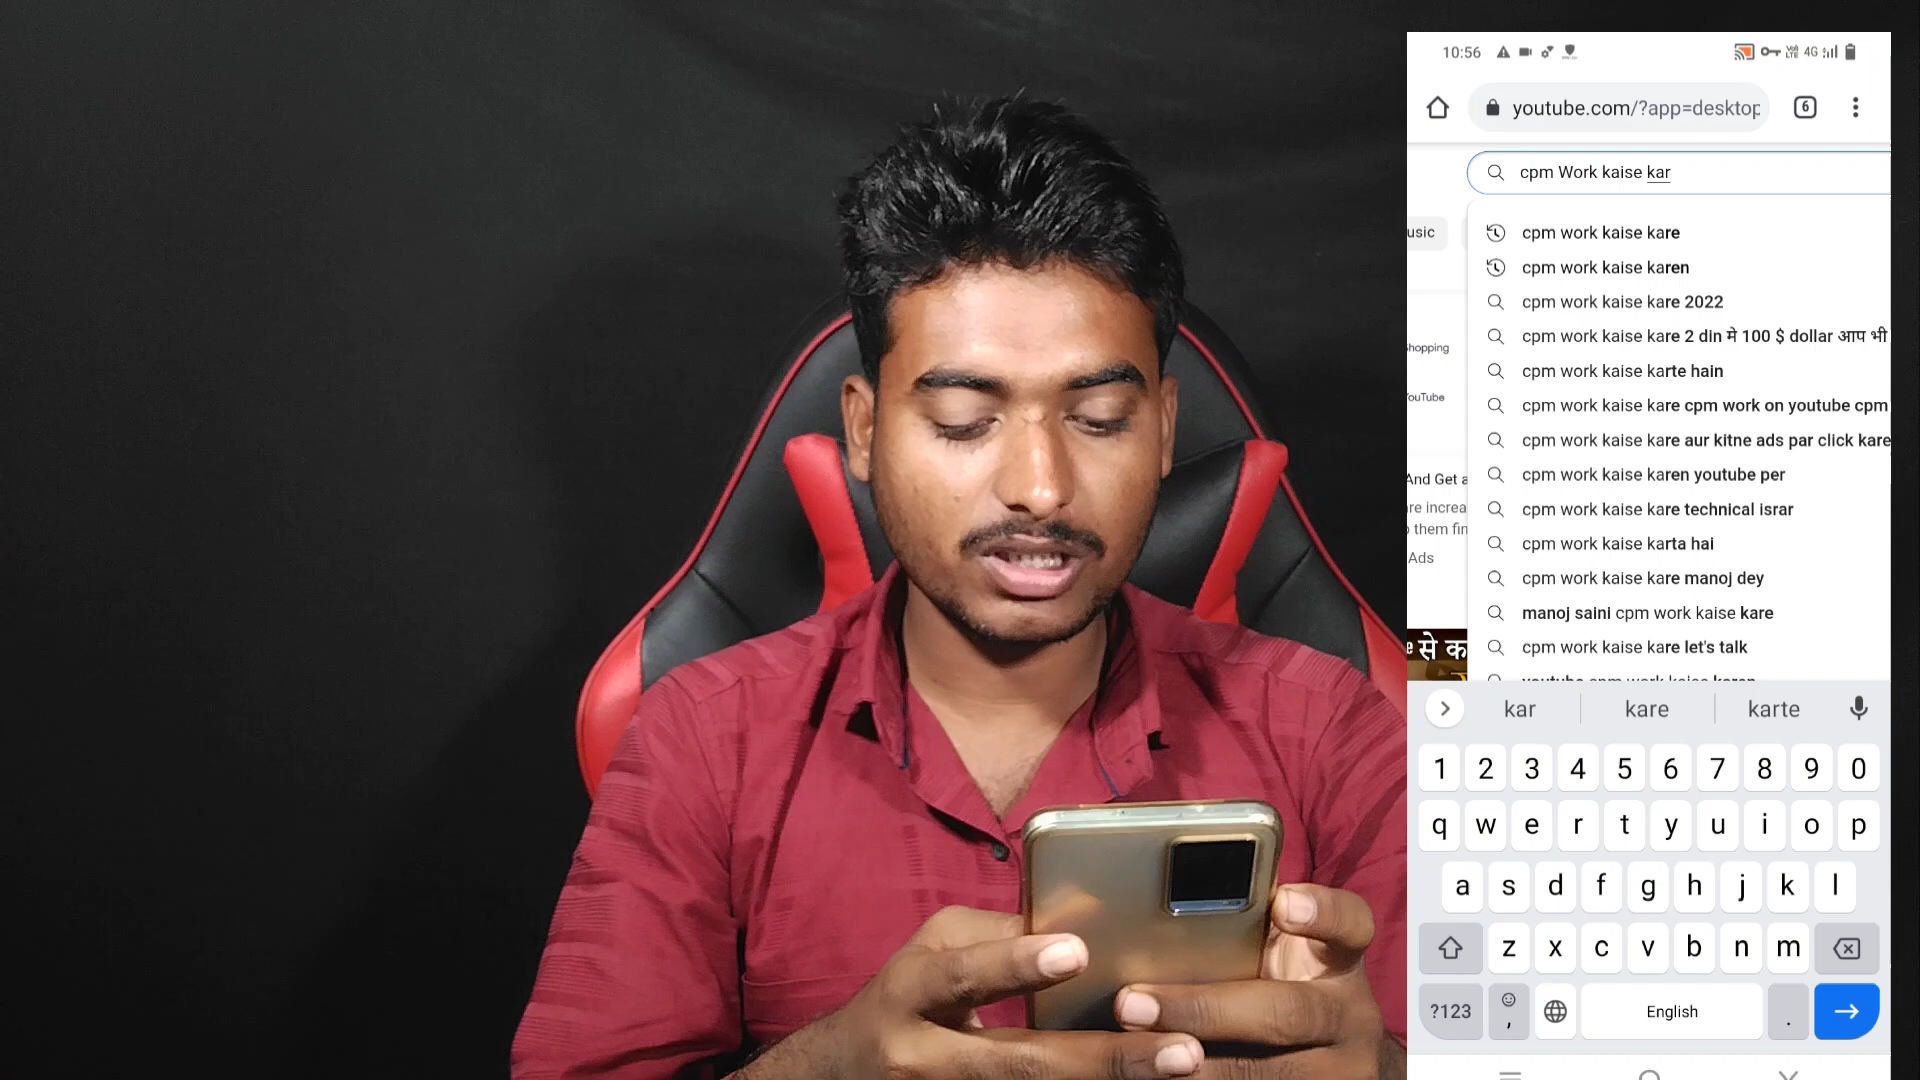 10:56
4G
youtube.com/?app=desktop
6
cpm Work kaise kar
usic
cpm work kaise kare
cpm work kaise karen
cpm work kaise kare 2022
cpm work kaise kare 2 din मे 100 $ dollar आप भी
hopping
cpm work kaise karte hain
ouTube
cpm work kaise kare cpm work on youtube cpm
cpm work kaise kare aur kitne ads par click kare
cpm work kaise karen youtube per
And Get a
re increa
cpm work kaise kare technical israr
them fin
cpm work kaise karta hai
Ads
cpm work kaise kare manoj dey
manoj saini cpm work kaise kare
cpm work kaise kare let's talk
से क
kar kare karte
1 2 3 4 5 6 7 8 9 0
q w e r t y u i o p
a s d f g h j k l
z x c v b n m
?123 , English .